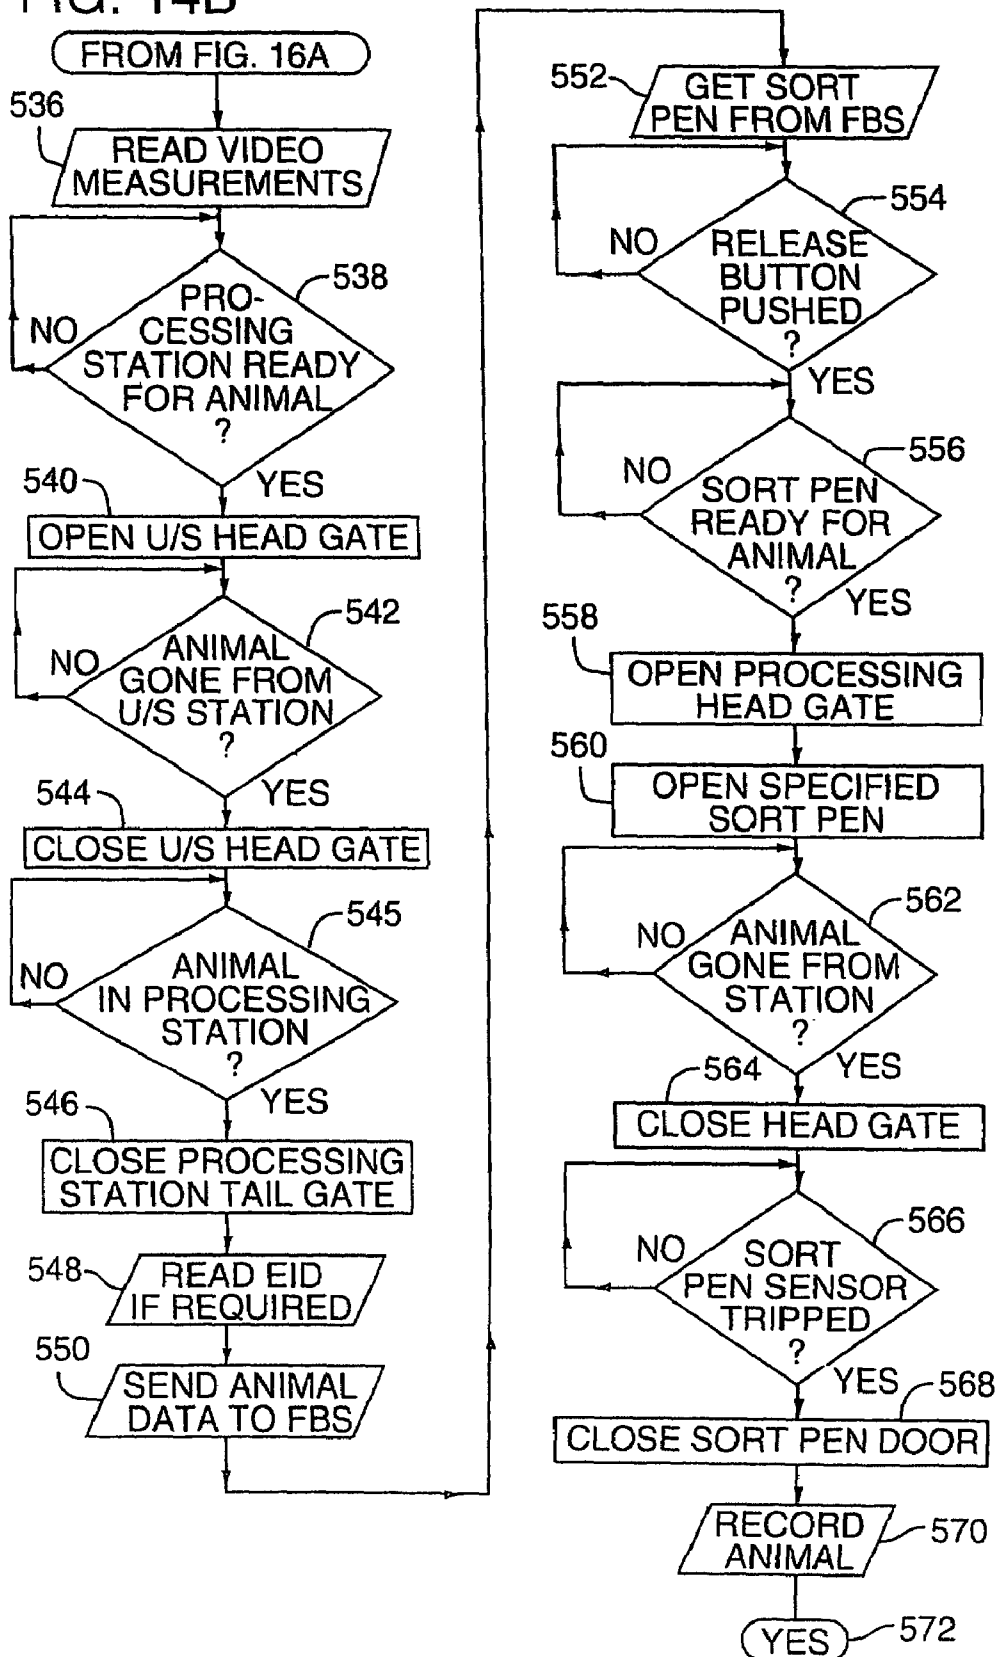 FIG. 14B
FROM FIG. 16A
536
READ VIDEO
MEASUREMENTS
538
PRO-
CESSING
STATION READY
FOR ANIMAL
?
NO
YES
540
OPEN U/S HEAD GATE
542
ANIMAL
GONE FROM
U/S STATION
?
NO
YES
544
CLOSE U/S HEAD GATE
545
ANIMAL
IN PROCESSING
STATION
?
NO
YES
546
CLOSE PROCESSING
STATION TAIL GATE
548
READ EID
IF REQUIRED
550
SEND ANIMAL
DATA TO FBS
552
GET SORT
PEN FROM FBS
554
RELEASE
BUTTON
PUSHED
?
NO
YES
556
SORT PEN
READY FOR
ANIMAL
?
NO
YES
558
OPEN PROCESSING
HEAD GATE
560
OPEN SPECIFIED
SORT PEN
562
ANIMAL
GONE FROM
STATION
?
NO
YES
564
CLOSE HEAD GATE
566
SORT
PEN SENSOR
TRIPPED
?
NO
YES
568
CLOSE SORT PEN DOOR
570
RECORD
ANIMAL
YES
572